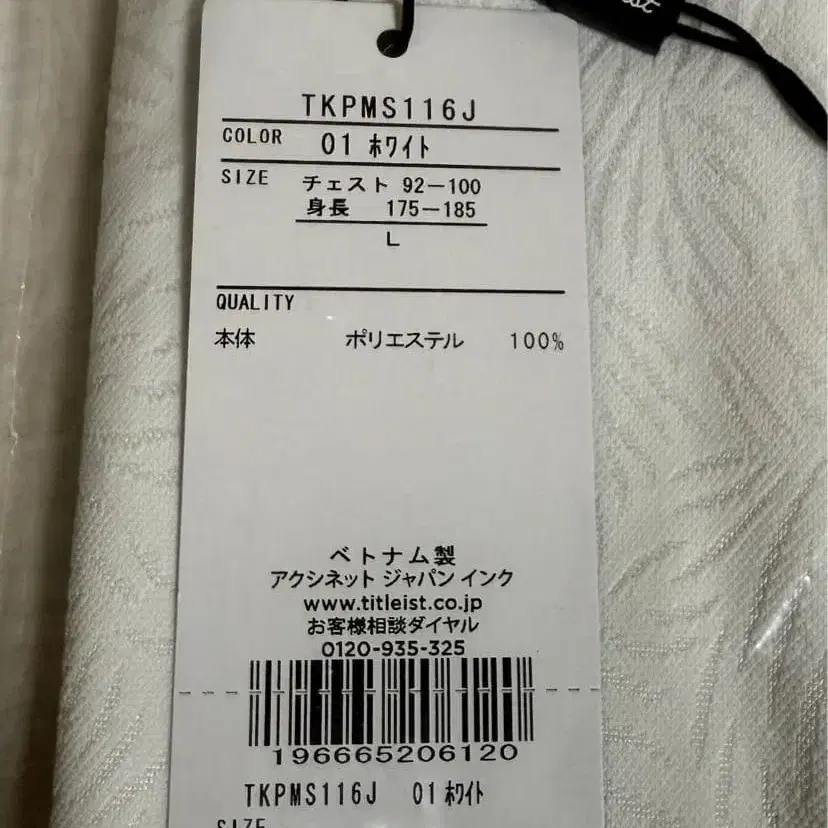 TKPMS116J
COLOR 01 ﾎﾜｲﾄ
SIZE チェスト 92-100
身長 175-185
L
QUALITY
本体 ポリエステル 100%
ベトナム製
アクシネット ジャパン インク
www.titleist.co.jp
お客様相談ダイヤル
0120-935-325
196665206120
TKPMS116J 01 ﾎﾜｲﾄ
SIZE